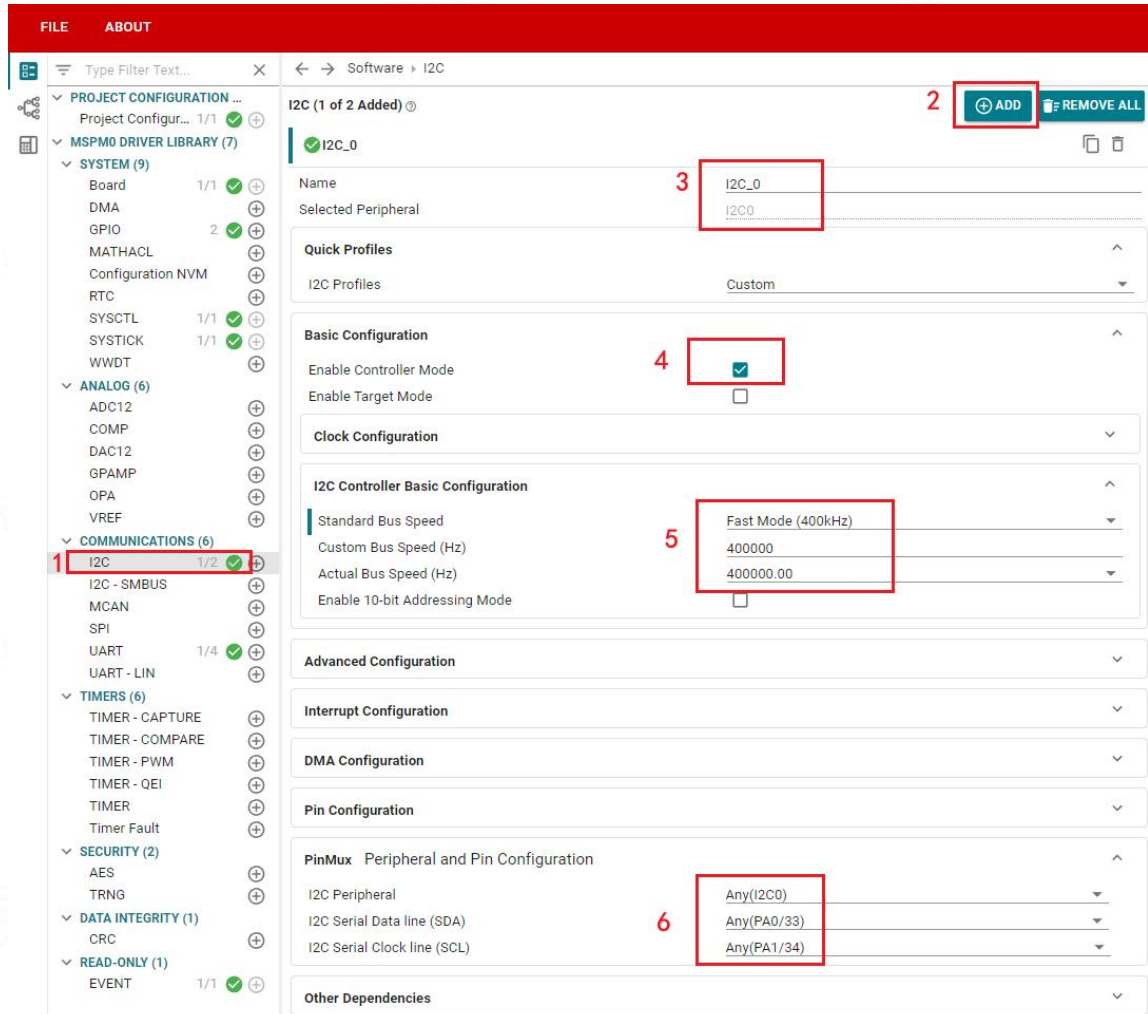 FILE ABOUT
Type Filter Text...
Software I2C
PROJECT CONFIGURATION ...
Project Configur... 1/1
MSPM0 DRIVER LIBRARY (7)
SYSTEM (9)
Board 1/1
DMA
GPIO 2
MATHACL
Configuration NVM
RTC
SYSCTL 1/1
SYSTICK 1/1
WWDT
ANALOG (6)
ADC12
COMP
DAC12
GPAMP
OPA
VREF
COMMUNICATIONS (6)
1 I2C 1/2
I2C - SMBUS
MCAN
SPI
UART 1/4
UART - LIN
TIMERS (6)
TIMER - CAPTURE
TIMER - COMPARE
TIMER - PWM
TIMER - QEI
TIMER
Timer Fault
SECURITY (2)
AES
TRNG
DATA INTEGRITY (1)
CRC
READ-ONLY (1)
EVENT 1/1
I2C (1 of 2 Added) 2 ADD REMOVE ALL
I2C_0
Name 3 I2C_0
Selected Peripheral I2C0
Quick Profiles
I2C Profiles Custom
Basic Configuration
Enable Controller Mode 4
Enable Target Mode
Clock Configuration
I2C Controller Basic Configuration
Standard Bus Speed Fast Mode (400kHz)
Custom Bus Speed (Hz) 5 400000
Actual Bus Speed (Hz) 400000.00
Enable 10-bit Addressing Mode
Advanced Configuration
Interrupt Configuration
DMA Configuration
Pin Configuration
PinMux Peripheral and Pin Configuration
I2C Peripheral Any(I2C0)
I2C Serial Data line (SDA) 6 Any(PA0/33)
I2C Serial Clock line (SCL) Any(PA1/34)
Other Dependencies